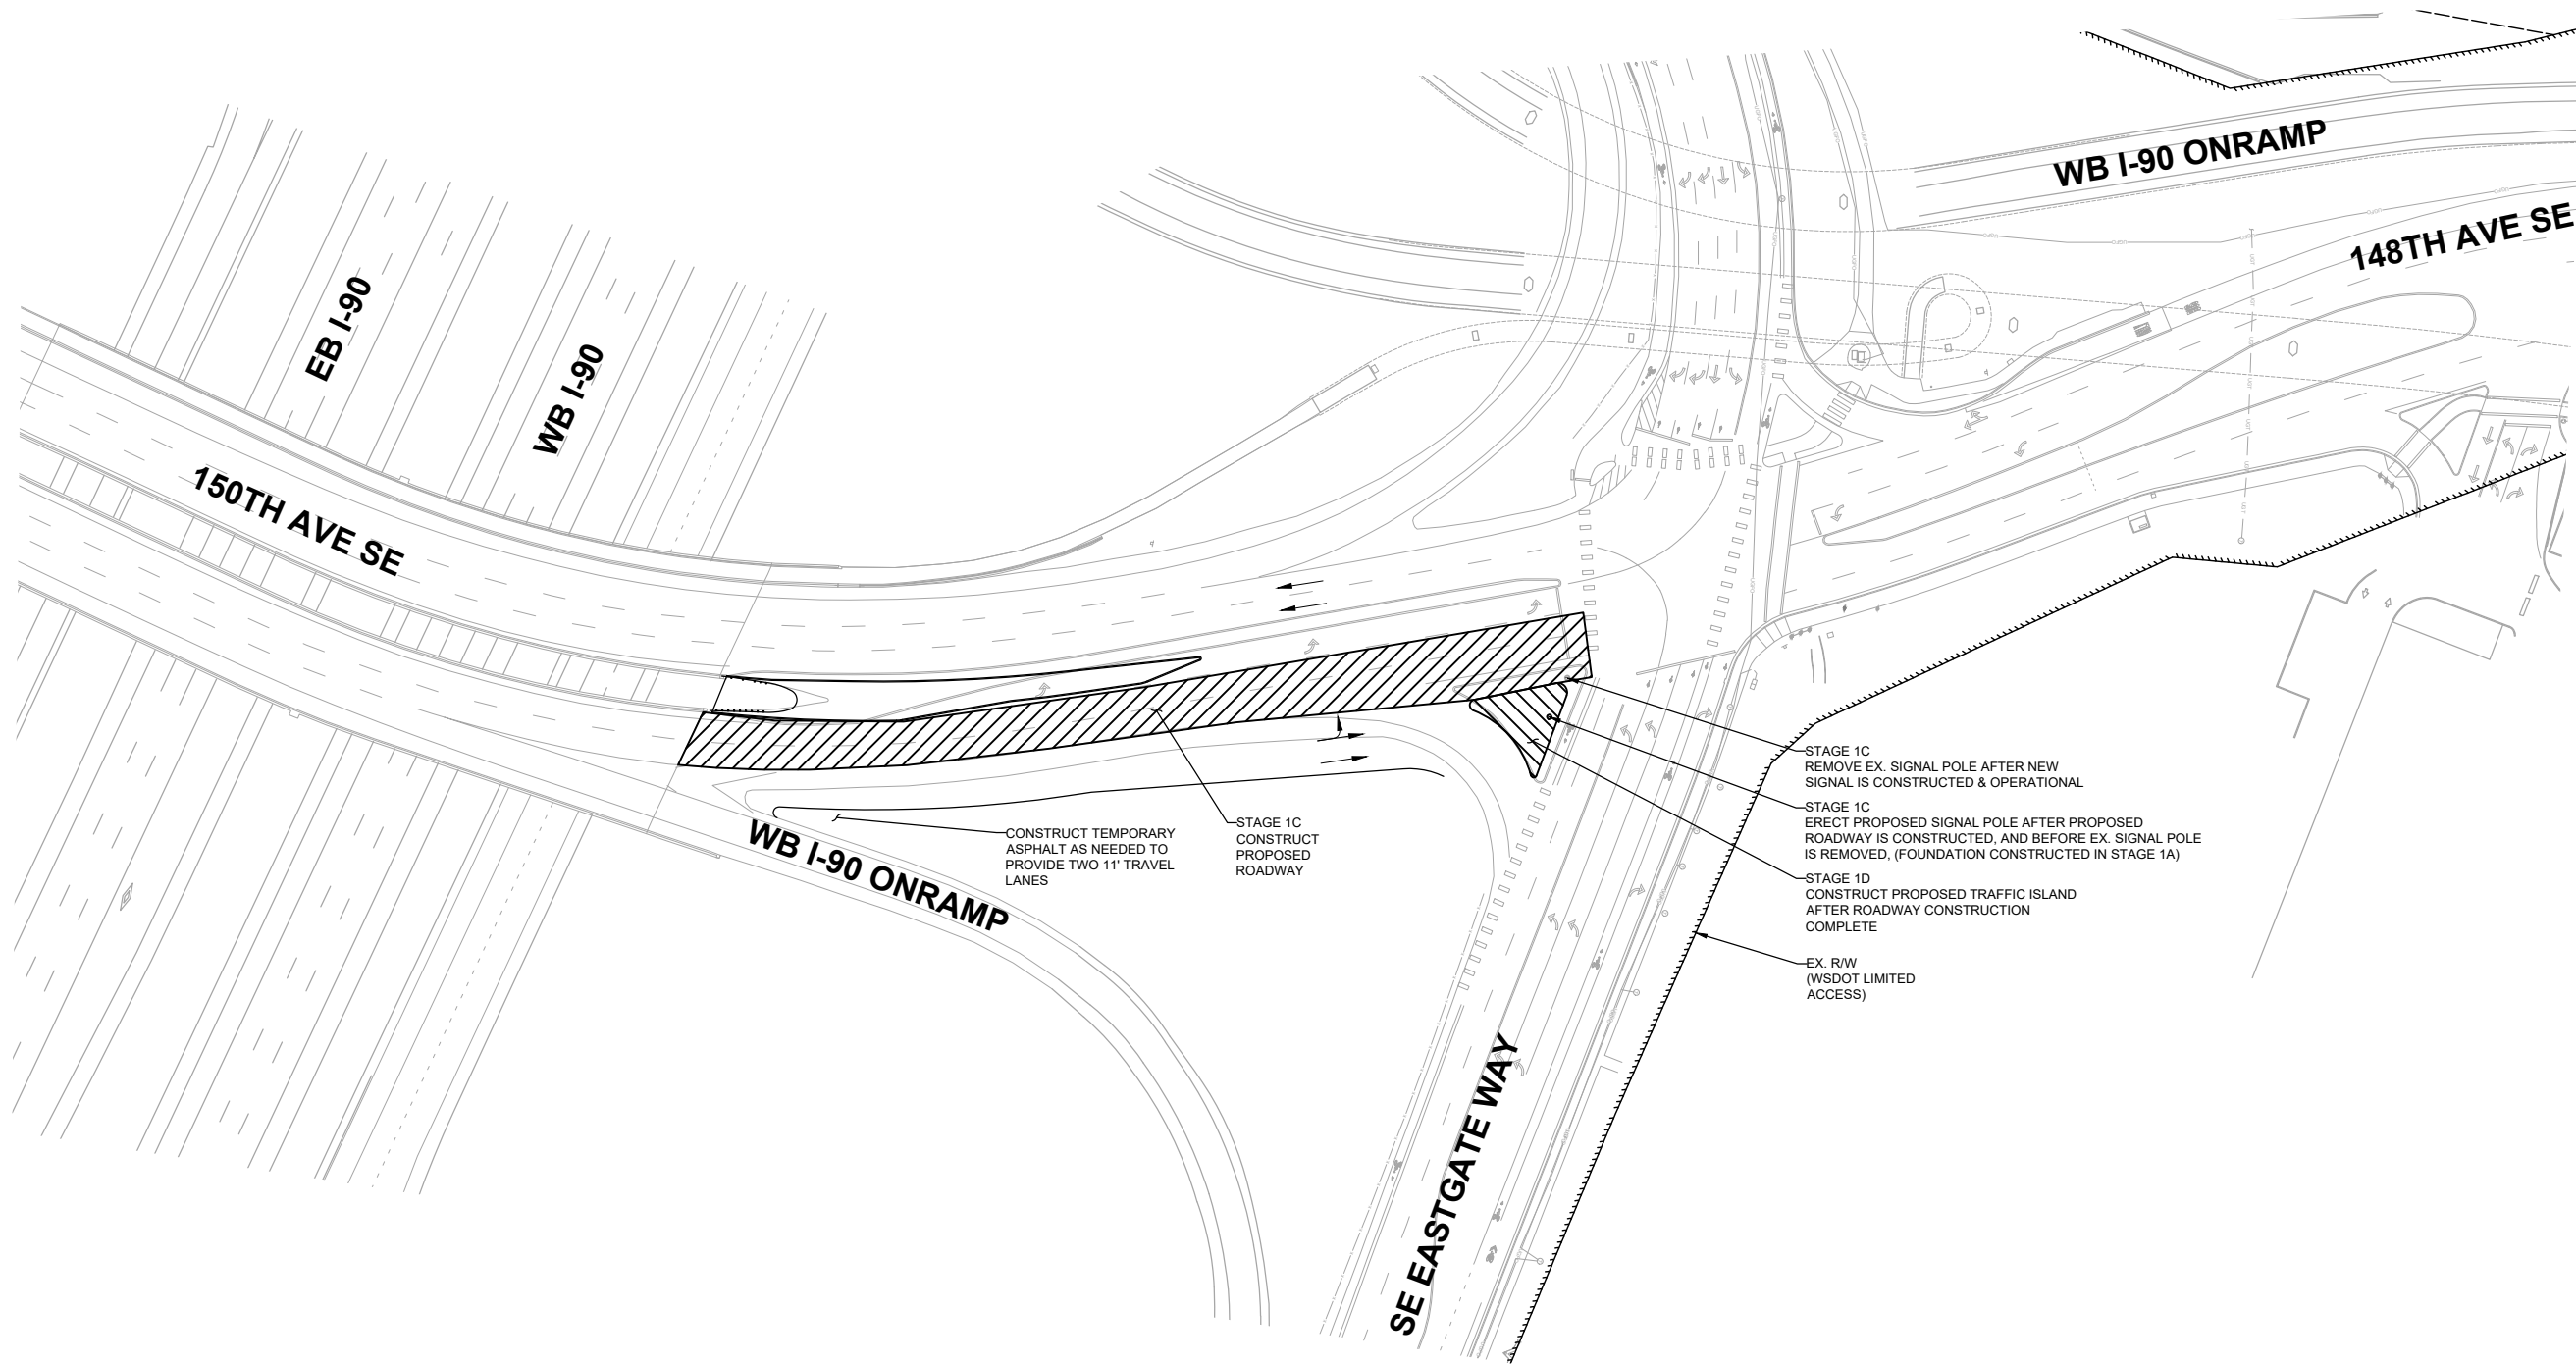 WB I-90 ONRAMP
148TH AVE SE
EB I-90
WB I-90
150TH AVE SE
WB I-90 ONRAMP
CONSTRUCT TEMPORARY
ASPHALT AS NEEDED TO
PROVIDE TWO 11' TRAVEL
LANES
STAGE 1C
CONSTRUCT
PROPOSED
ROADWAY
STAGE 1C
REMOVE EX. SIGNAL POLE AFTER NEW
SIGNAL IS CONSTRUCTED & OPERATIONAL
STAGE 1C
ERECT PROPOSED SIGNAL POLE AFTER PROPOSED
ROADWAY IS CONSTRUCTED, AND BEFORE EX. SIGNAL POLE
IS REMOVED, (FOUNDATION CONSTRUCTED IN STAGE 1A)
STAGE 1D
CONSTRUCT PROPOSED TRAFFIC ISLAND
AFTER ROADWAY CONSTRUCTION
COMPLETE
EX. R/W
(WSDOT LIMITED
ACCESS)
SE EASTGATE WAY